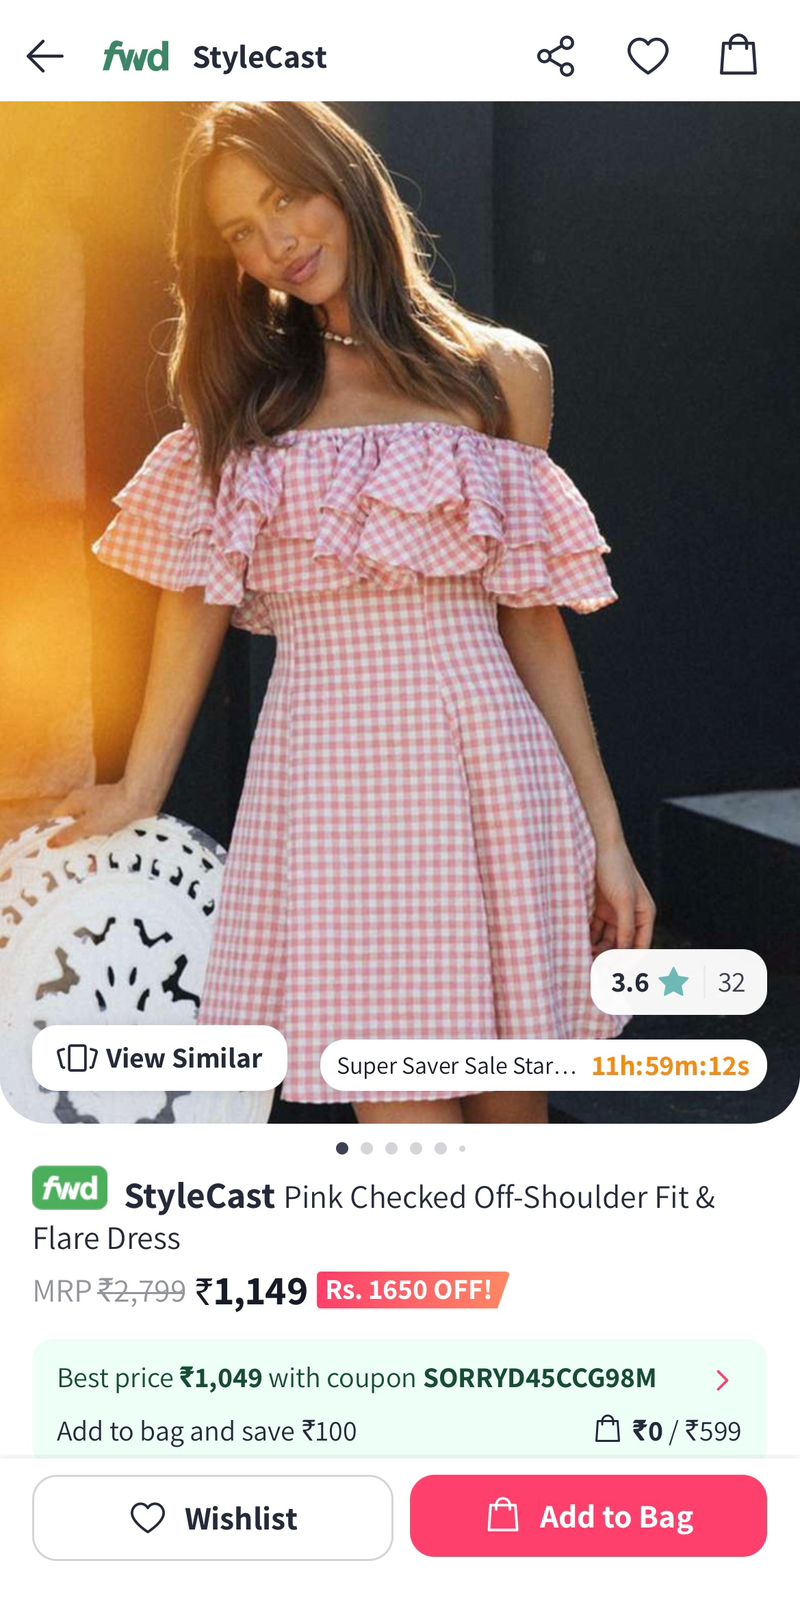 fwd StyleCast
3.6 ★ | 32
View Similar
Super Saver Sale Star... 11h:59m:12s
fwd StyleCast Pink Checked Off-Shoulder Fit &
Flare Dress
MRP ₹2,799 ₹1,149 Rs. 1650 OFF!
Best price ₹1,049 with coupon SORRYD45CCG98M
Add to bag and save ₹100 ₹0 / ₹599
Wishlist
Add to Bag